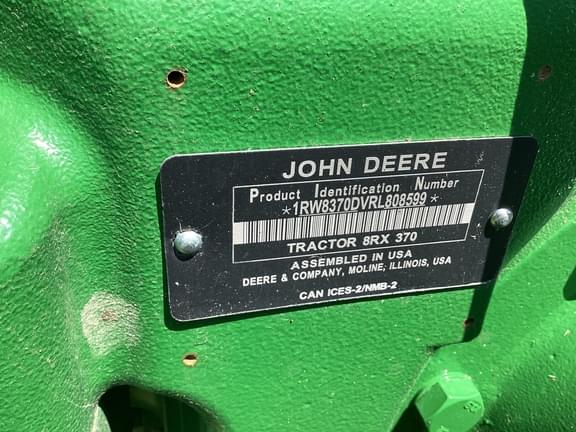 JOHN DEERE
Product Identification Number
*1RW8370DVRL808599*
TRACTOR 8RX 370
ASSEMBLED IN USA
DEERE & COMPANY, MOLINE, ILLINOIS, USA
CAN ICES-2/NMB-2